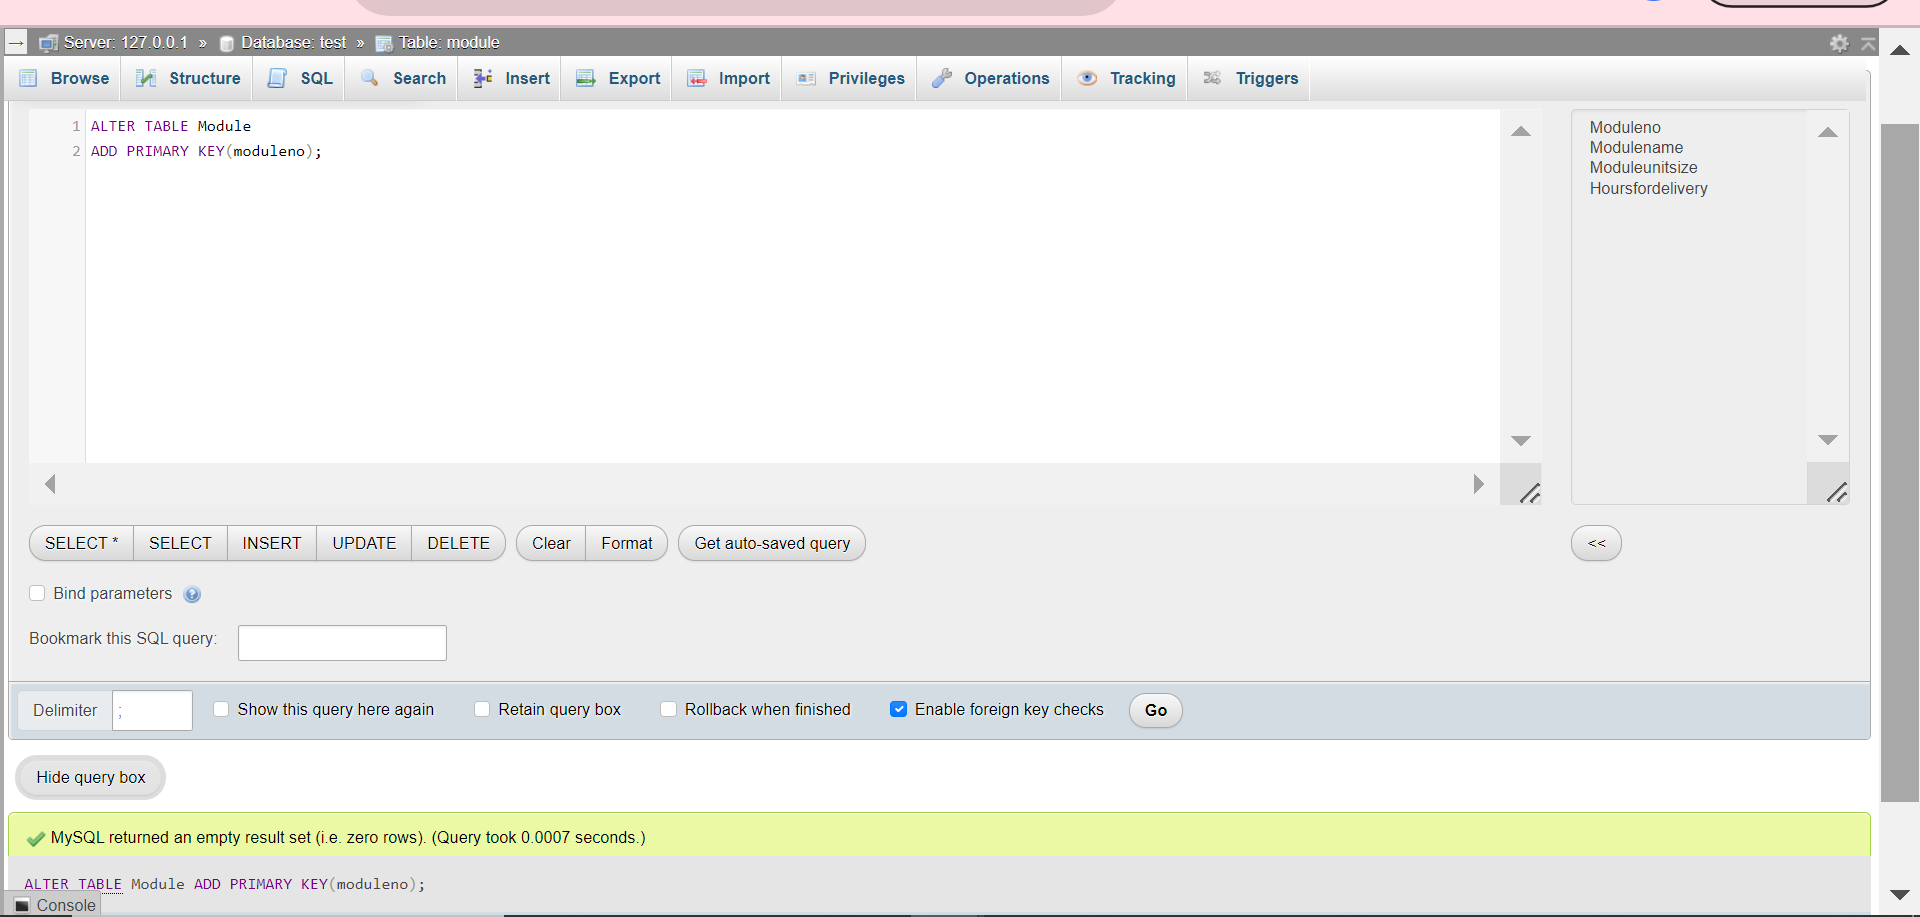 → Server: 127.0.0.1 » Database: test » Table: module
Browse Structure SQL Search Insert Export Import Privileges Operations Tracking Triggers
1 ALTER TABLE Module
2 ADD PRIMARY KEY(moduleno);
Moduleno
Modulename
Moduleunitsize
Hoursfordelivery
SELECT * SELECT INSERT UPDATE DELETE Clear Format Get auto-saved query <<
Bind parameters
Bookmark this SQL query:
Delimiter ; Show this query here again Retain query box Rollback when finished Enable foreign key checks Go
Hide query box
MySQL returned an empty result set (i.e. zero rows). (Query took 0.0007 seconds.)
ALTER TABLE Module ADD PRIMARY KEY(moduleno);
Console